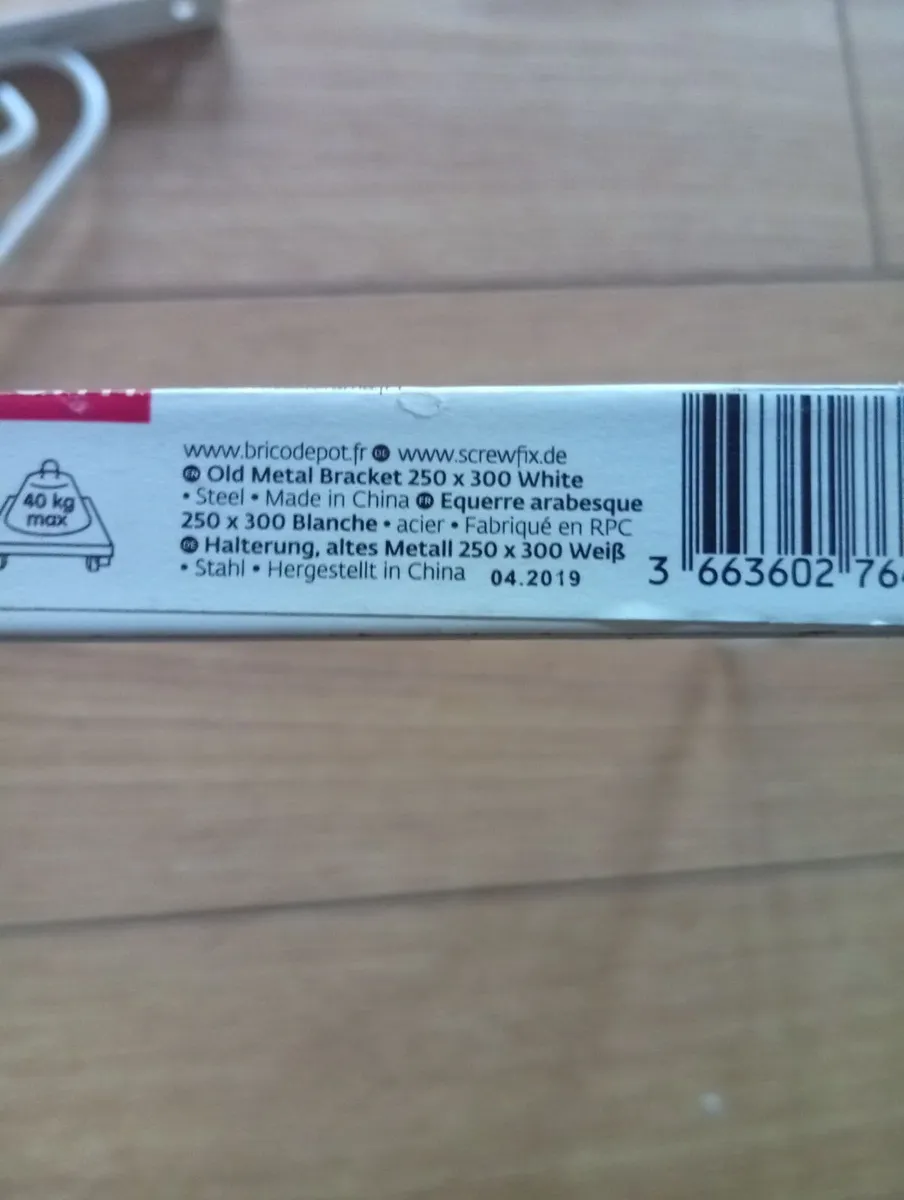 www.bricodepot.fr DE www.screwfix.de
EN Old Metal Bracket 250 x 300 White
• Steel • Made in China FR Equerre arabesque
250 x 300 Blanche • acier • Fabriqué en RPC
DE Halterung, altes Metall 250 x 300 Weiß
• Stahl • Hergestellt in China 04.2019
40 kg
max
3 663602 76